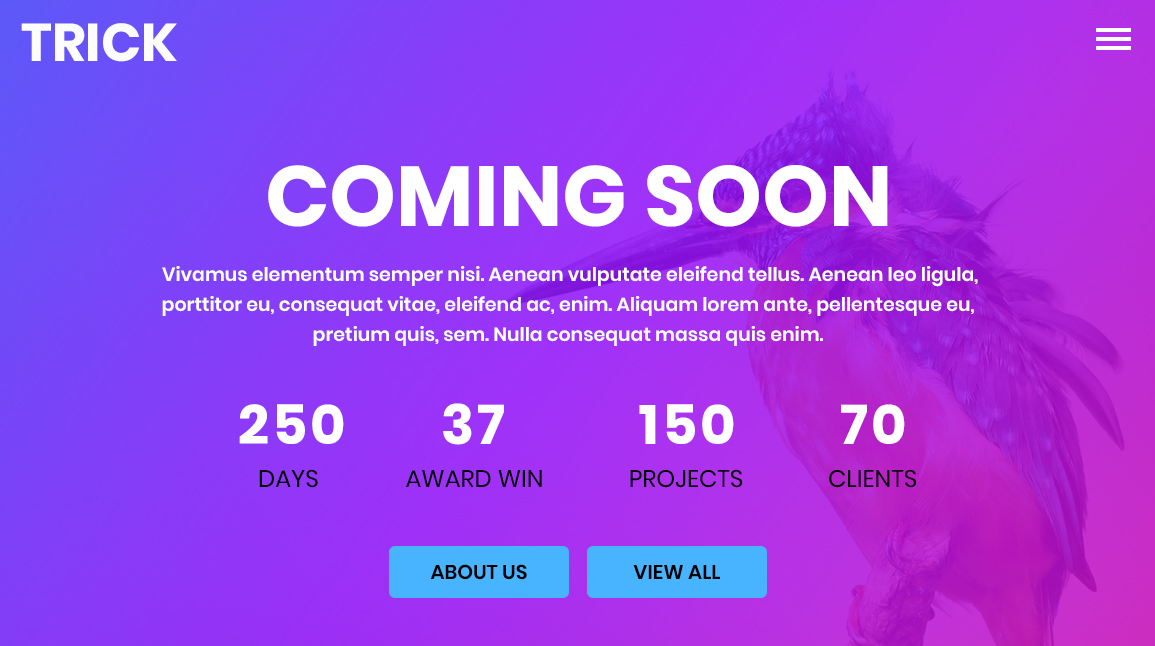 TRICK
COMING SOON
Vivamus elementum semper nisi. Aenean vulputate eleifend tellus. Aenean leo ligula,
porttitor eu, consequat vitae, eleifend ac, enim. Aliquam lorem ante, pellentesque eu,
pretium quis, sem. Nulla consequat massa quis enim.
250 37 150 70
DAYS AWARD WIN PROJECTS CLIENTS
ABOUT US VIEW ALL